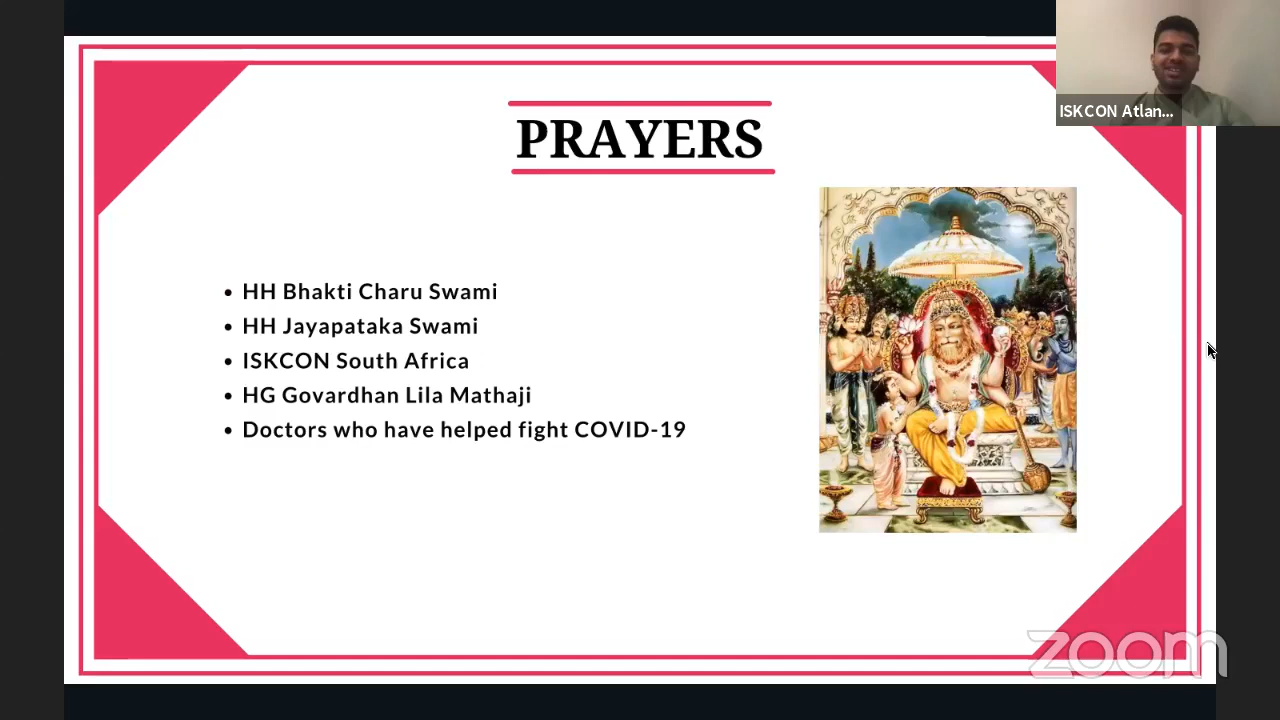 ISKCON Atlan...
PRAYERS
• HH Bhakti Charu Swami
• HH Jayapataka Swami
• ISKCON South Africa
• HG Govardhan Lila Mathaji
• Doctors who have helped fight COVID-19
zoom